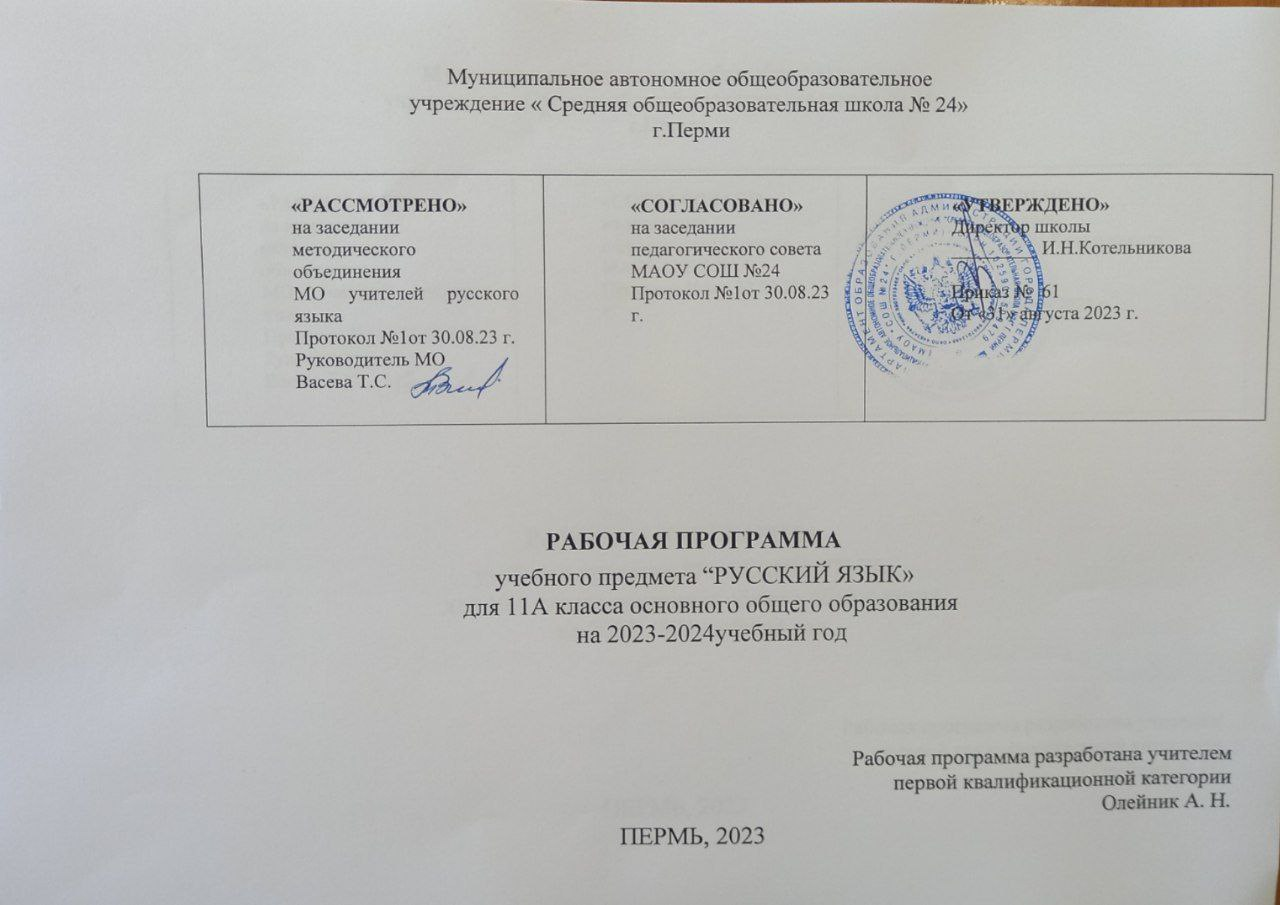 Муниципальное автономное общеобразовательное
учреждение « Средняя общеобразовательная школа № 24»
г.Перми
«РАССМОТРЕНО»
на заседании
методического
объединения
МО учителей русского
языка
Протокол №1от 30.08.23 г.
Руководитель МО
Васева Т.С.
«СОГЛАСОВАНО»
на заседании
педагогического совета
МАОУ СОШ №24
Протокол №1от 30.08.23
г.
«УТВЕРЖДЕНО»
Директор школы
И.Н.Котельникова
Приказ № 61
От «31» августа 2023 г.
РАБОЧАЯ ПРОГРАММА
учебного предмета “РУССКИЙ ЯЗЫК»
для 11А класса основного общего образования
на 2023-2024учебный год
Рабочая программа разработана учителем
первой квалификационной категории
Олейник А. Н.
ПЕРМЬ, 2023